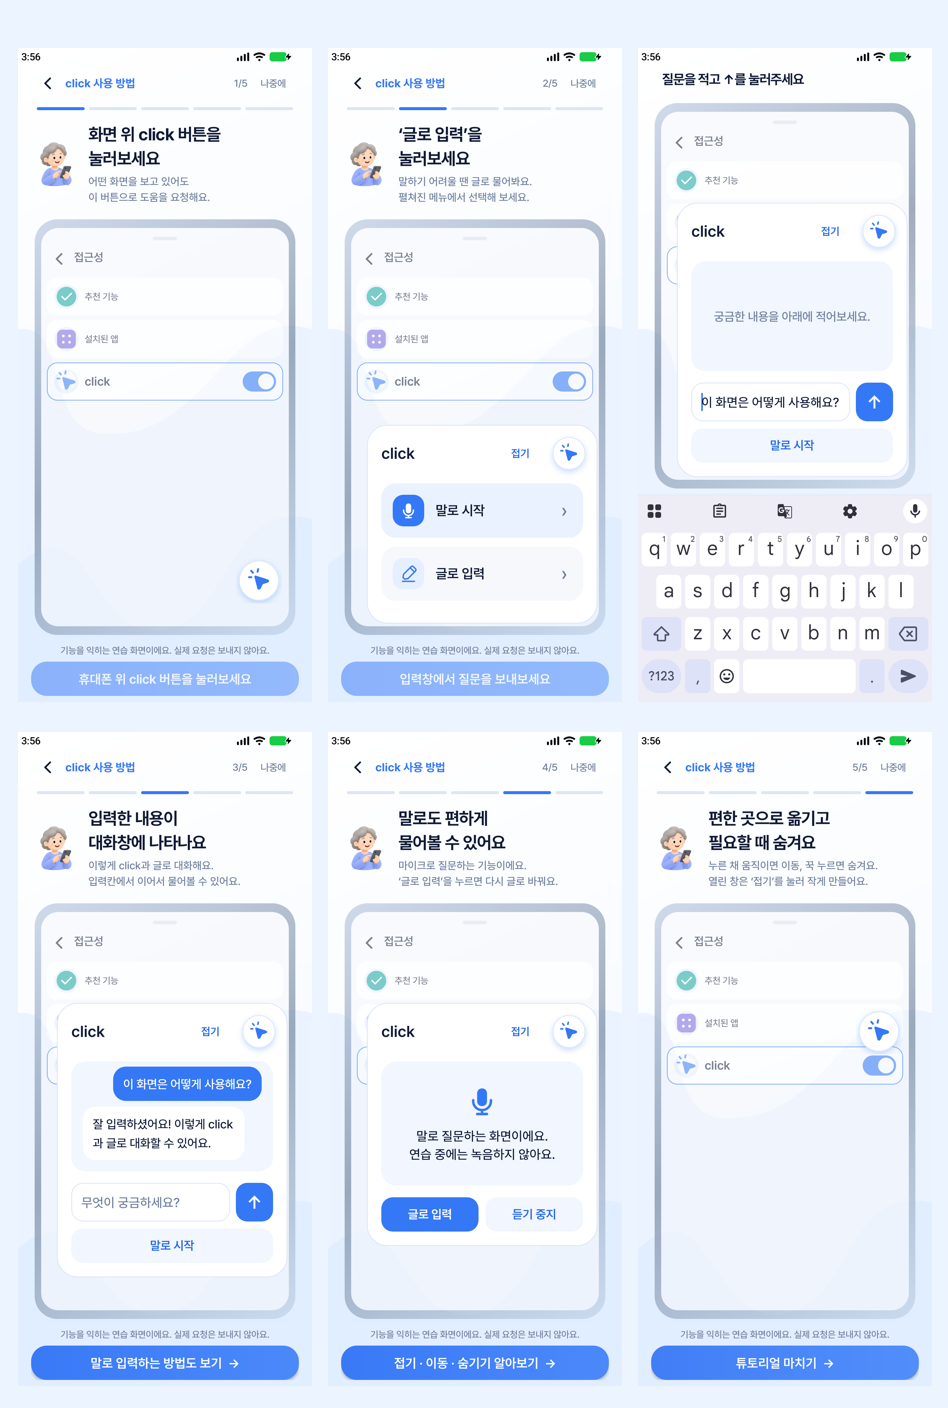 3:56
click 사용 방법 1/5 나중에
화면 위 click 버튼을
눌러보세요
어떤 화면을 보고 있어도
이 버튼으로 도움을 요청해요.
접근성
추천 기능
설치된 앱
click
기능을 익히는 연습 화면이에요. 실제 요청은 보내지 않아요.
휴대폰 위 click 버튼을 눌러보세요
3:56
click 사용 방법 2/5 나중에
‘글로 입력’을
눌러보세요
말하기 어려울 땐 글로 물어봐요.
펼쳐진 메뉴에서 선택해 보세요.
접근성
추천 기능
설치된 앱
click
click 접기
말로 시작
글로 입력
기능을 익히는 연습 화면이에요. 실제 요청은 보내지 않아요.
입력창에서 질문을 보내보세요
3:56
질문을 적고 ↑를 눌러주세요
접근성
추천 기능
click 접기
궁금한 내용을 아래에 적어보세요.
이 화면은 어떻게 사용해요?
말로 시작
q 1 w 2 e 3 r 4 t 5 y 6 u 7 i 8 o 9 p 0
a s d f g h j k l
z x c v b n m
?123 , .
3:56
click 사용 방법 3/5 나중에
입력한 내용이
대화창에 나타나요
이렇게 click과 글로 대화해요.
입력칸에서 이어서 물어볼 수 있어요.
접근성
추천 기능
click 접기
이 화면은 어떻게 사용해요?
잘 입력하셨어요! 이렇게 click
과 글로 대화할 수 있어요.
무엇이 궁금하세요?
말로 시작
기능을 익히는 연습 화면이에요. 실제 요청은 보내지 않아요.
말로 입력하는 방법도 보기 →
3:56
click 사용 방법 4/5 나중에
말로도 편하게
물어볼 수 있어요
마이크로 질문하는 기능이에요.
‘글로 입력’을 누르면 다시 글로 바꿔요.
접근성
추천 기능
click 접기
말로 질문하는 화면이에요.
연습 중에는 녹음하지 않아요.
글로 입력 듣기 중지
기능을 익히는 연습 화면이에요. 실제 요청은 보내지 않아요.
접기 · 이동 · 숨기기 알아보기 →
3:56
click 사용 방법 5/5 나중에
편한 곳으로 옮기고
필요할 때 숨겨요
누른 채 움직이면 이동, 꾹 누르면 숨겨요.
열린 창은 ‘접기’를 눌러 작게 만들어요.
접근성
추천 기능
설치된 앱
click
기능을 익히는 연습 화면이에요. 실제 요청은 보내지 않아요.
튜토리얼 마치기 →